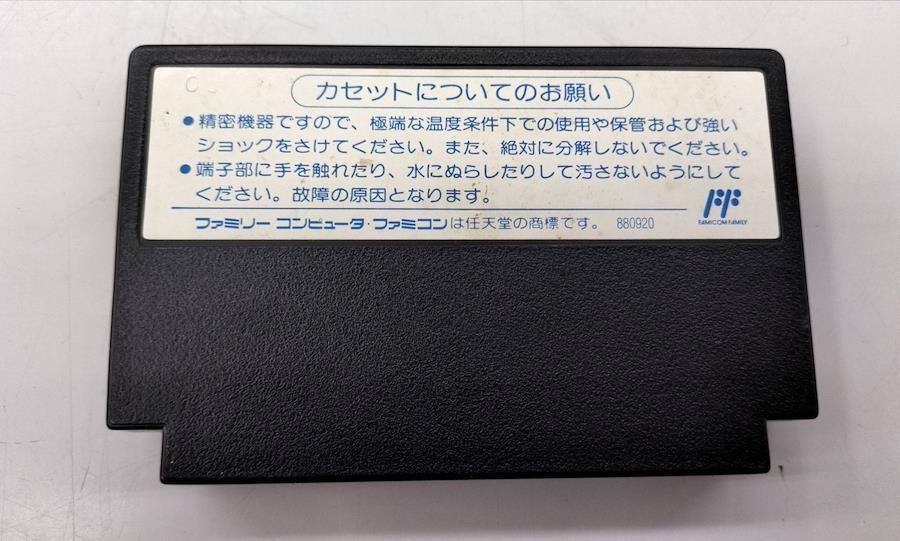 C
カセットについてのお願い
●精密機器ですので、極端な温度条件下での使用や保管および強い
ショックをさけてください。また、絶対に分解しないでください。
●端子部に手を触れたり、水にぬらしたりして汚さないようにして
ください。故障の原因となります。
FAMICOM FAMILY
ファミリー コンピュータ・ファミコンは任天堂の商標です。 880920